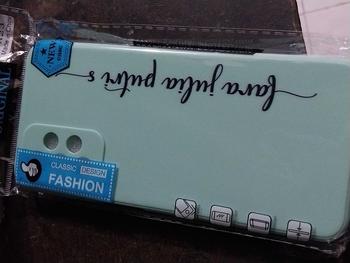 NEW
fara julia putri s
CLASSIC DESIGN
FASHION